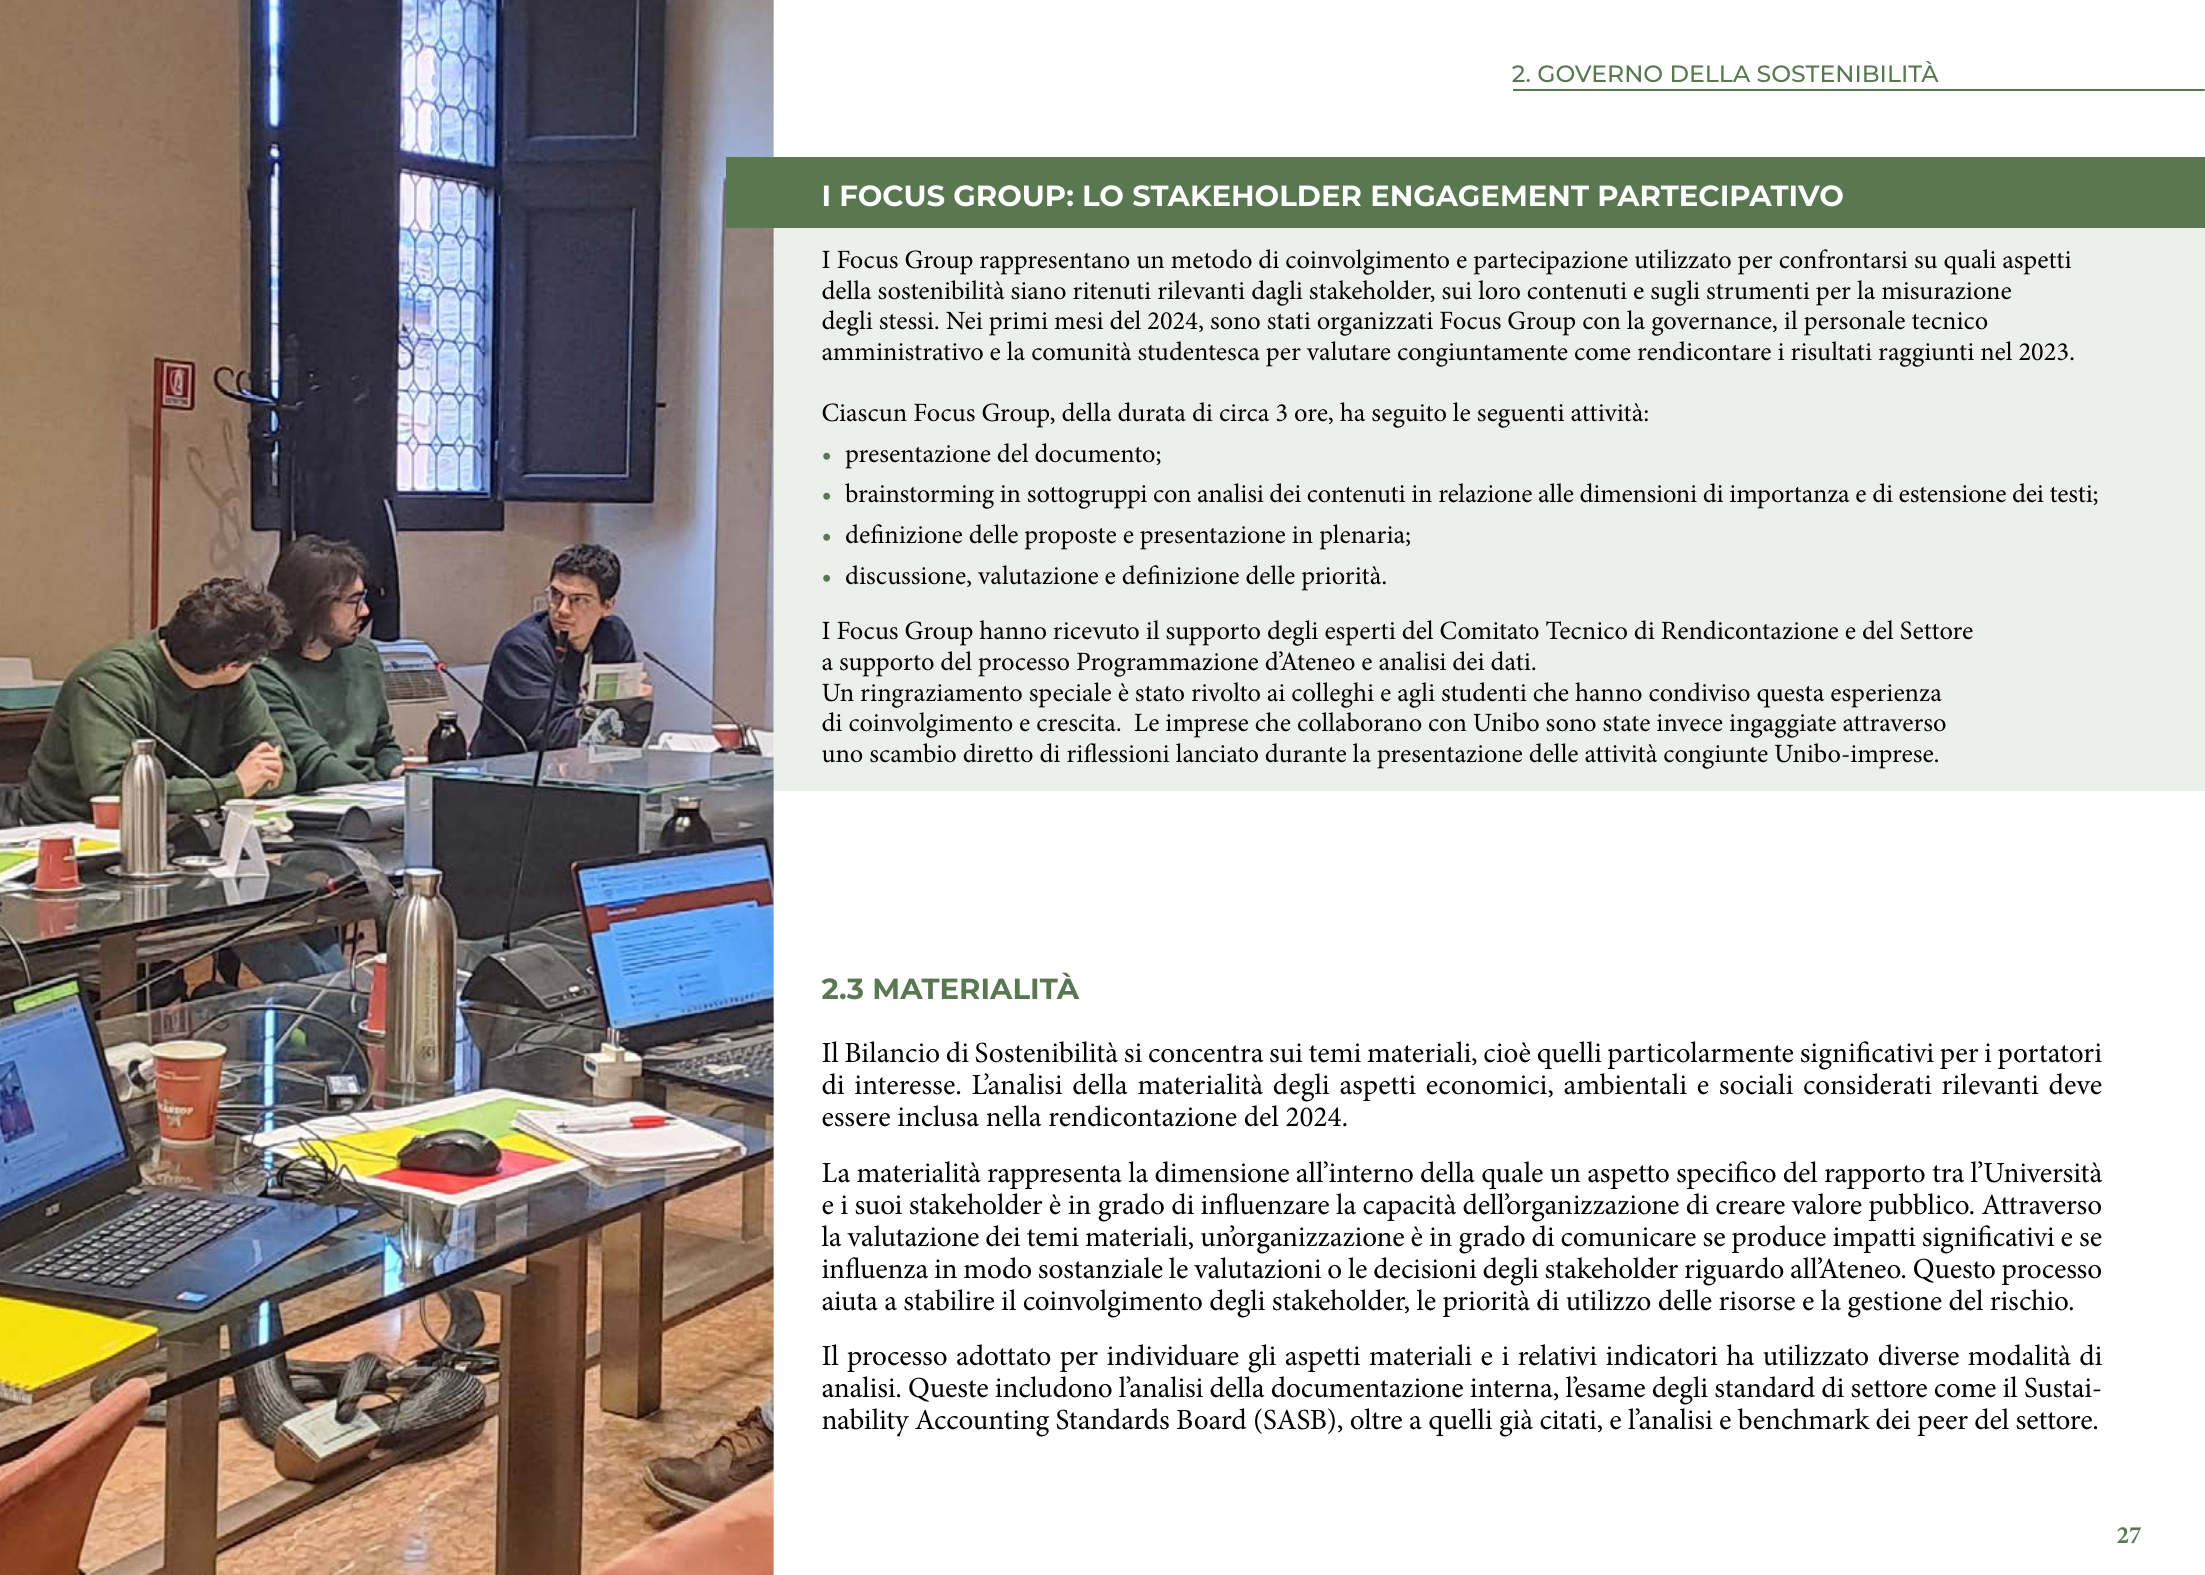 2. GOVERNO DELLA SOSTENIBILITÀ
I FOCUS GROUP: LO STAKEHOLDER ENGAGEMENT PARTECIPATIVO
I Focus Group rappresentano un metodo di coinvolgimento e partecipazione utilizzato per confrontarsi su quali aspetti
della sostenibilità siano ritenuti rilevanti dagli stakeholder, sui loro contenuti e sugli strumenti per la misurazione
degli stessi. Nei primi mesi del 2024, sono stati organizzati Focus Group con la governance, il personale tecnico
amministrativo e la comunità studentesca per valutare congiuntamente come rendicontare i risultati raggiunti nel 2023.
Ciascun Focus Group, della durata di circa 3 ore, ha seguito le seguenti attività:
• presentazione del documento;
• brainstorming in sottogruppi con analisi dei contenuti in relazione alle dimensioni di importanza e di estensione dei testi;
• definizione delle proposte e presentazione in plenaria;
• discussione, valutazione e definizione delle priorità.
I Focus Group hanno ricevuto il supporto degli esperti del Comitato Tecnico di Rendicontazione e del Settore
a supporto del processo Programmazione d’Ateneo e analisi dei dati.
Un ringraziamento speciale è stato rivolto ai colleghi e agli studenti che hanno condiviso questa esperienza
di coinvolgimento e crescita. Le imprese che collaborano con Unibo sono state invece ingaggiate attraverso
uno scambio diretto di riflessioni lanciato durante la presentazione delle attività congiunte Unibo-imprese.
2.3 MATERIALITÀ
Il Bilancio di Sostenibilità si concentra sui temi materiali, cioè quelli particolarmente significativi per i portatori
di interesse. L’analisi della materialità degli aspetti economici, ambientali e sociali considerati rilevanti deve
essere inclusa nella rendicontazione del 2024.
La materialità rappresenta la dimensione all’interno della quale un aspetto specifico del rapporto tra l’Università
e i suoi stakeholder è in grado di influenzare la capacità dell’organizzazione di creare valore pubblico. Attraverso
la valutazione dei temi materiali, un’organizzazione è in grado di comunicare se produce impatti significativi e se
influenza in modo sostanziale le valutazioni o le decisioni degli stakeholder riguardo all’Ateneo. Questo processo
aiuta a stabilire il coinvolgimento degli stakeholder, le priorità di utilizzo delle risorse e la gestione del rischio.
Il processo adottato per individuare gli aspetti materiali e i relativi indicatori ha utilizzato diverse modalità di
analisi. Queste includono l’analisi della documentazione interna, l’esame degli standard di settore come il Sustai-
nability Accounting Standards Board (SASB), oltre a quelli già citati, e l’analisi e benchmark dei peer del settore.
27